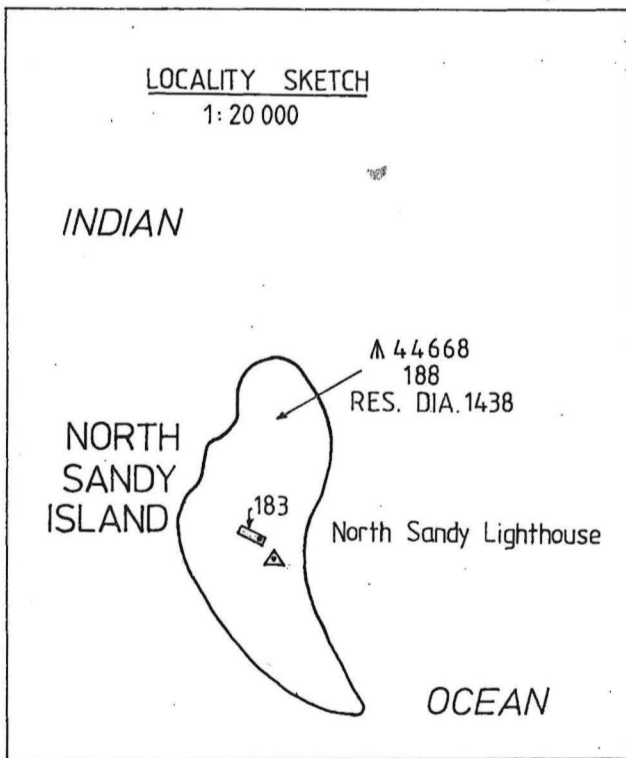 LOCALITY SKETCH
1:20 000
INDIAN
44668
188
RES. DIA. 1438
NORTH
SANDY
ISLAND
183
North Sandy Lighthouse
OCEAN